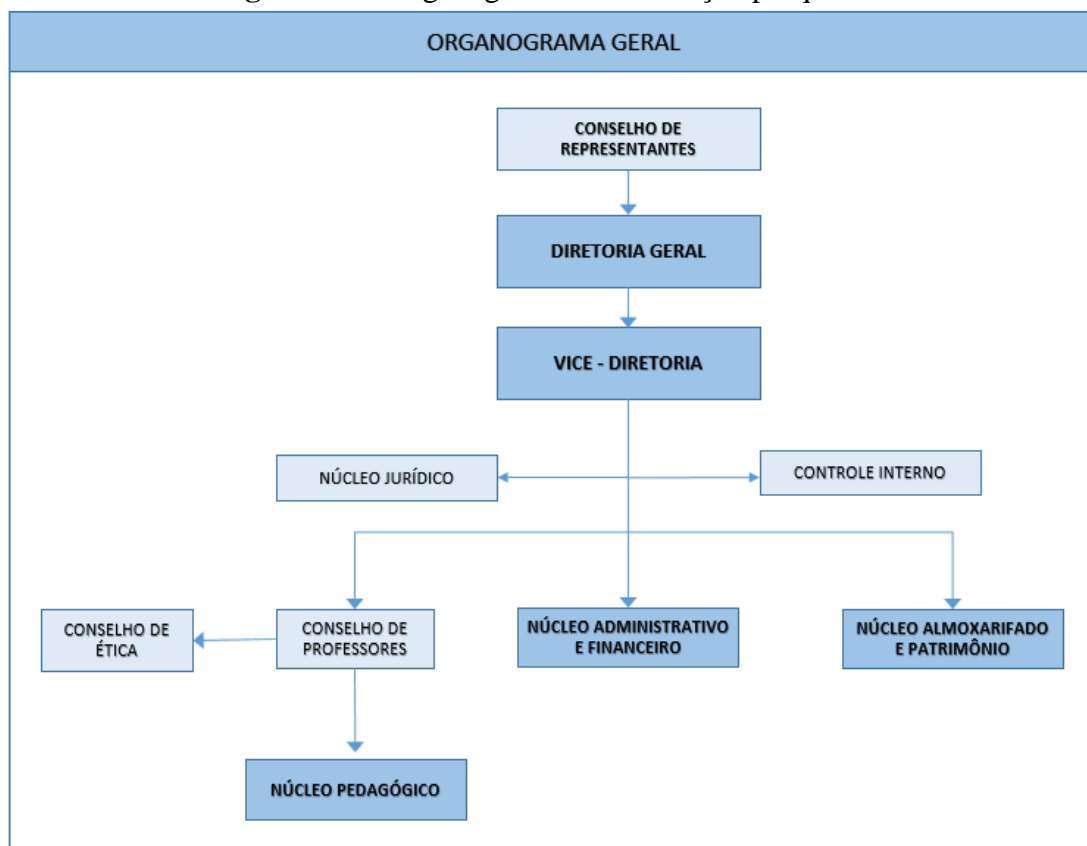 ORGANOGRAMA GERAL
CONSELHO DE
REPRESENTANTES
DIRETORIA GERAL
VICE - DIRETORIA
NÚCLEO JURÍDICO
CONTROLE INTERNO
CONSELHO DE
ÉTICA
CONSELHO DE
PROFESSORES
NÚCLEO ADMINISTRATIVO
E FINANCEIRO
NÚCLEO ALMOXARIFADO
E PATRIMÔNIO
NÚCLEO PEDAGÓGICO